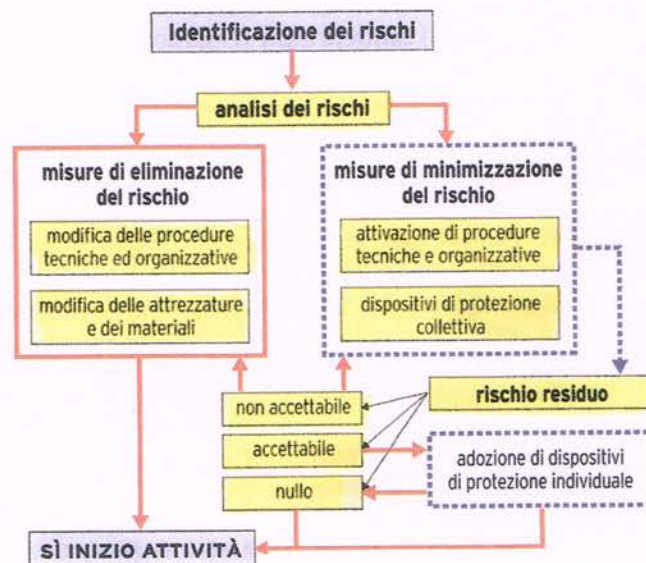 Identificazione dei rischi
analisi dei rischi
misure di eliminazione
del rischio
modifica delle procedure
tecniche ed organizzative
modifica delle attrezzature
e dei materiali
misure di minimizzazione
del rischio
attivazione di procedure
tecniche e organizzative
dispositivi di protezione
collettiva
rischio residuo
non accettabile
accettabile
nullo
adozione di dispositivi
di protezione individuale
SÌ INIZIO ATTIVITÀ